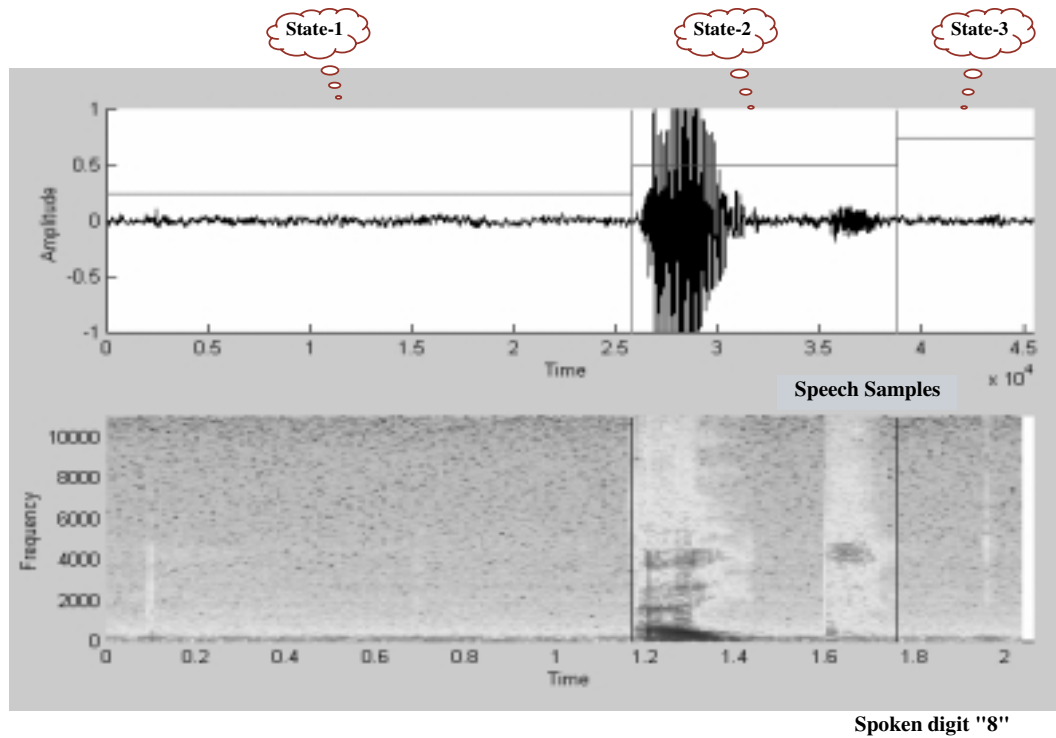 State-1 State-2 State-3
1
0.5
0
-0.5
-1
Amplitude
0 0.5 1 1.5 2 2.5 3 3.5 4 4.5
Time
x 10^4
Speech Samples
10000
8000
6000
4000
2000
0
Frequency
0 0.2 0.4 0.6 0.8 1 1.2 1.4 1.6 1.8 2
Time
Spoken digit "8"